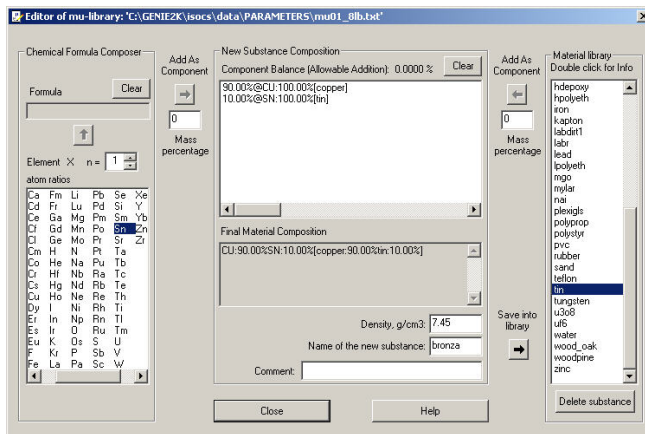 Editor of mu-library: 'C:\GENIE2K\isocs\data\PARAMETERS\mu01_8lb.txt'
Chemical Formula Composer
Formula
Clear
Element X n= 1
atom ratios
Ca Fm Li Pb Se Xe
Cd Fr Lu Pd Si Y
Ce Ga Mg Pm Sm Yb
Cf Gd Mn Po Sn Zn
Cl Ge Mo Pr Sr Zr
Cm H N Pt Ta
Co He Na Pu Tb
Cr Hf Nb Ra Tc
Cs Hg Nd Rb Te
Cu Ho Ne Re Th
Dy I Ni Rh Ti
Er In Np Rn Tl
Es Ir O Ru Tm
Eu K Os S U
F Kr P Sb V
Fe La Pa Sc W
Add As
Component
0
Mass
percentage
New Substance Composition
Component Balance (Allowable Addition): 0.0000 %
Clear
90.00%@CU:100.00%[copper]
10.00%@SN:100.00%[tin]
Final Material Composition
CU:90.00%SN:10.00%[copper:90.00%tin:10.00%]
Density, g/cm3: 7.45
Name of the new substance: bronza
Comment:
Close
Help
Add As
Component
0
Mass
percentage
Save into
library
Material library
Double click for Info
hdepoxy
hpolyeth
iron
kapton
labdirt1
labr
lead
lpolyeth
mgo
mylar
nai
plexigls
polyprop
polystyr
pvc
rubber
sand
teflon
tin
tungsten
u3o8
uf6
water
wood_oak
woodpine
zinc
Delete substance